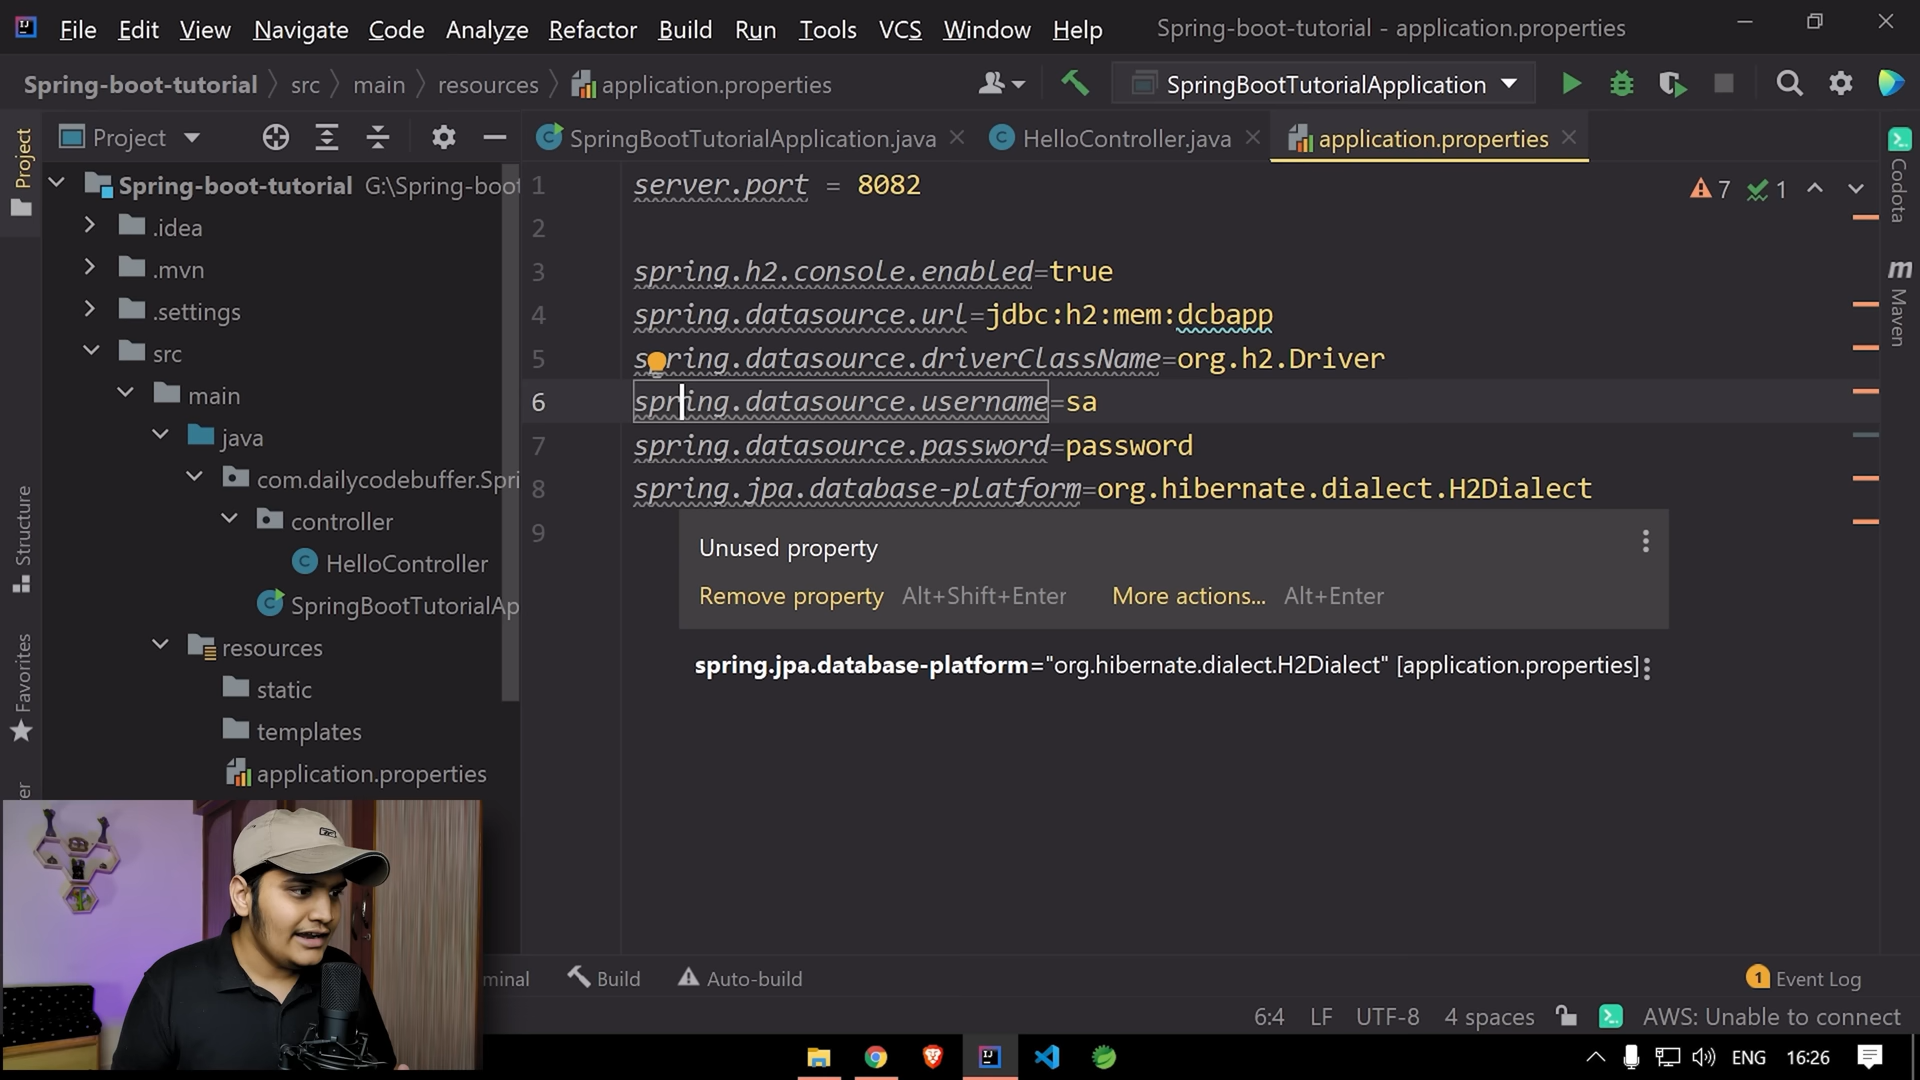 File Edit View Navigate Code Analyze Refactor Build Run Tools VCS Window Help Spring-boot-tutorial - application.properties
Spring-boot-tutorial src main resources application.properties SpringBootTutorialApplication
Project
Project
SpringBootTutorialApplication.java HelloController.java application.properties
Spring-boot-tutorial G:\Spring-boot
.idea
.mvn
.settings
src
main
java
com.dailycodebuffer.Spri
controller
HelloController
SpringBootTutorialAp
resources
static
templates
application.properties
Structure
Favorites
1 server.port = 8082
2
3 spring.h2.console.enabled=true
4 spring.datasource.url=jdbc:h2:mem:dcbapp
5 spring.datasource.driverClassName=org.h2.Driver
6 spring.datasource.username=sa
7 spring.datasource.password=password
8 spring.jpa.database-platform=org.hibernate.dialect.H2Dialect
9
7 1
Unused property
Remove property Alt+Shift+Enter More actions... Alt+Enter
spring.jpa.database-platform="org.hibernate.dialect.H2Dialect" [application.properties]
Codota
m Maven
minal Build Auto-build 1 Event Log
6:4 LF UTF-8 4 spaces AWS: Unable to connect
ENG 16:26